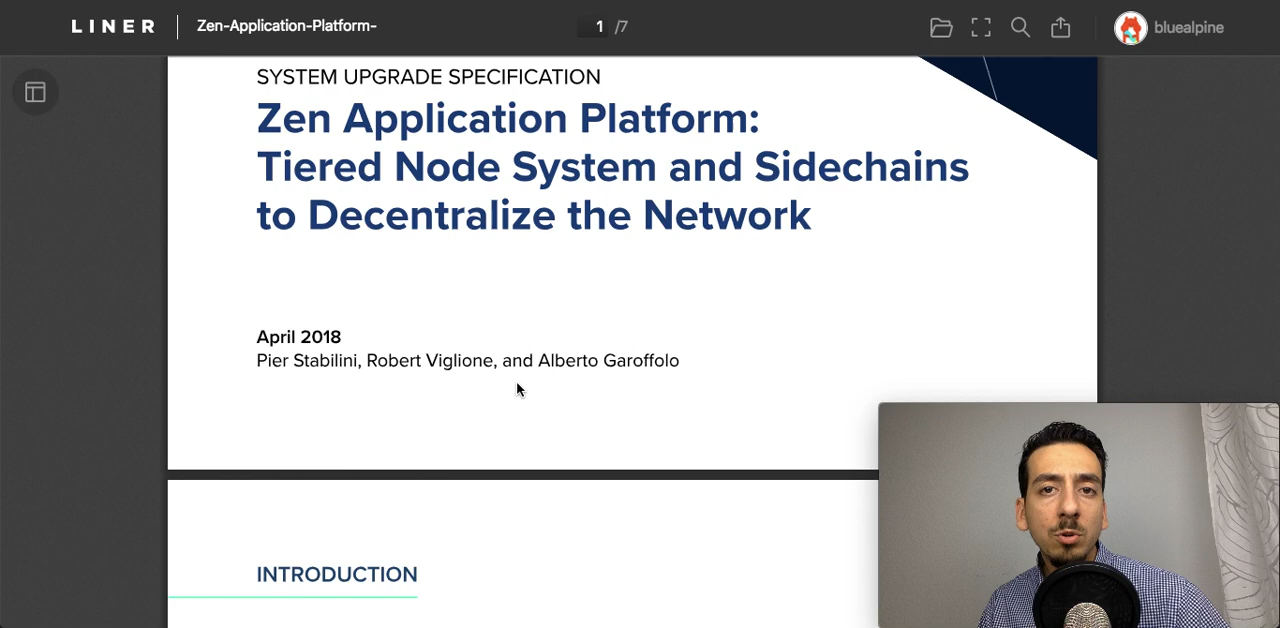 LINER
Zen-Application-Platform-
1 /7
bluealpine
SYSTEM UPGRADE SPECIFICATION
Zen Application Platform:
Tiered Node System and Sidechains
to Decentralize the Network
April 2018
Pier Stabilini, Robert Viglione, and Alberto Garoffolo
INTRODUCTION